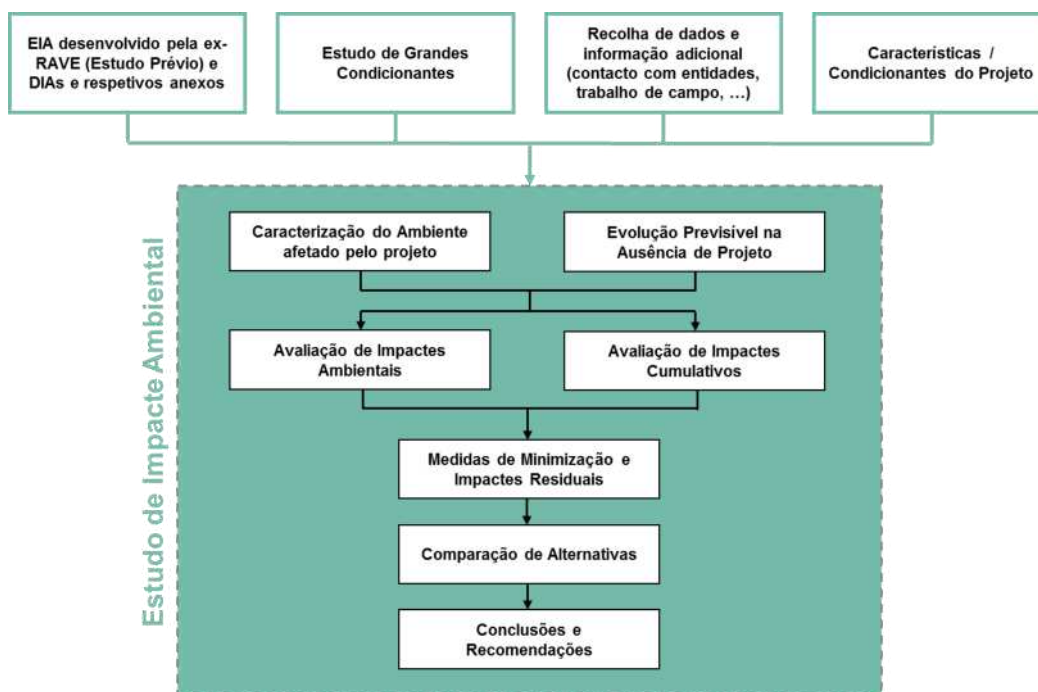 EIA desenvolvido pela ex-
RAVE (Estudo Prévio) e
DIAs e respetivos anexos
Estudo de Grandes
Condicionantes
Recolha de dados e
informação adicional
(contacto com entidades,
trabalho de campo, ...)
Características /
Condicionantes do Projeto
Estudo de Impacte Ambiental
Caracterização do Ambiente
afetado pelo projeto
Evolução Previsível na
Ausência de Projeto
Avaliação de Impactes
Ambientais
Avaliação de Impactes
Cumulativos
Medidas de Minimização e
Impactes Residuais
Comparação de Alternativas
Conclusões e
Recomendações